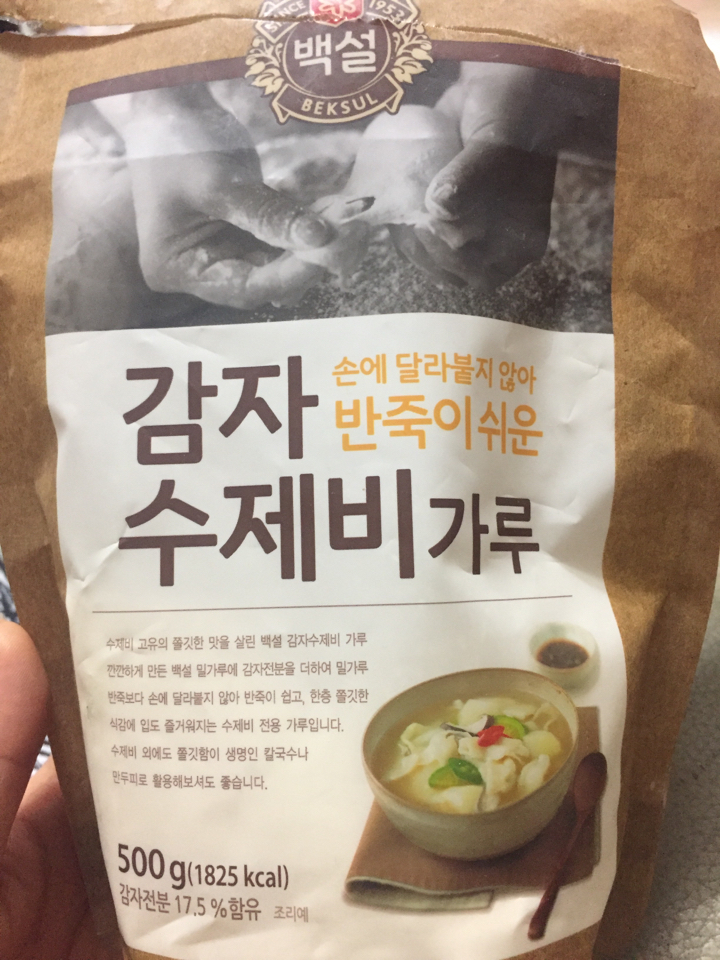 SINCE 1953
백설
BEKSUL
감자
손에 달라붙지 않아
반죽이 쉬운
수제비 가루
수제비 고유의 쫄깃한 맛을 살린 백설 감자수제비 가루
깐깐하게 만든 백설 밀가루에 감자전분을 더하여 밀가루
반죽보다 손에 달라붙지 않아 반죽이 쉽고, 한층 쫄깃한
식감에 입도 즐거워지는 수제비 전용 가루입니다.
수제비 외에도 쫄깃함이 생명인 칼국수나
만두피로 활용해보셔도 좋습니다.
500g(1825 kcal)
감자전분 17.5 % 함유 조리예